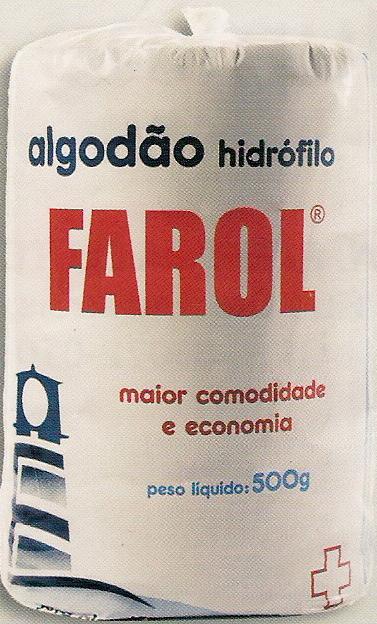 algodão hidrófilo
FAROL®
maior comodidade
e economia
peso líquido: 500g